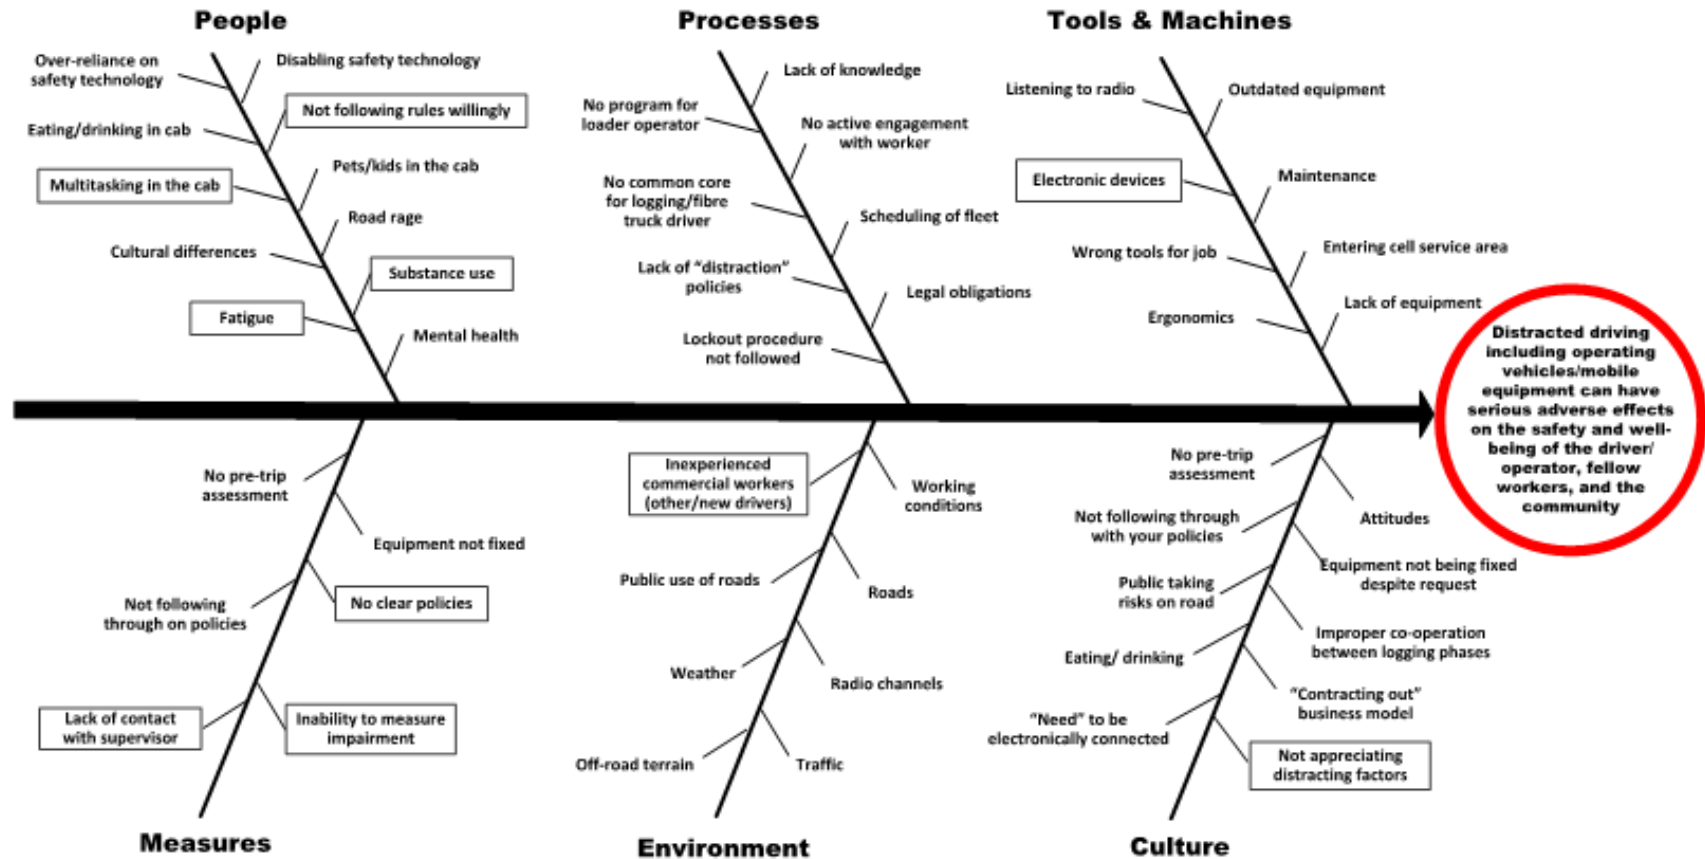 People
Over-reliance on
safety technology
Disabling safety technology
Not following rules willingly
Eating/drinking in cab
Pets/kids in the cab
Multitasking in the cab
Road rage
Cultural differences
Substance use
Fatigue
Mental health
Processes
Lack of knowledge
No program for
loader operator
No active engagement
with worker
No common core
for logging/fibre
truck driver
Scheduling of fleet
Lack of “distraction”
policies
Legal obligations
Lockout procedure
not followed
Tools & Machines
Listening to radio
Outdated equipment
Electronic devices
Maintenance
Wrong tools for job
Entering cell service area
Ergonomics
Lack of equipment
Distracted driving
including operating
vehicles/mobile
equipment can have
serious adverse effects
on the safety and well-
being of the driver/
operator, fellow
workers, and the
community
No pre-trip
assessment
Equipment not fixed
Not following
through on policies
No clear policies
Lack of contact
with supervisor
Inability to measure
impairment
Measures
Inexperienced
commercial workers
(other/new drivers)
Working
conditions
Public use of roads
Roads
Weather
Radio channels
Off-road terrain
Traffic
Environment
No pre-trip
assessment
Attitudes
Not following through
with your policies
Equipment not being fixed
despite request
Public taking
risks on road
Improper co-operation
between logging phases
Eating/ drinking
“Contracting out”
business model
“Need” to be
electronically connected
Not appreciating
distracting factors
Culture